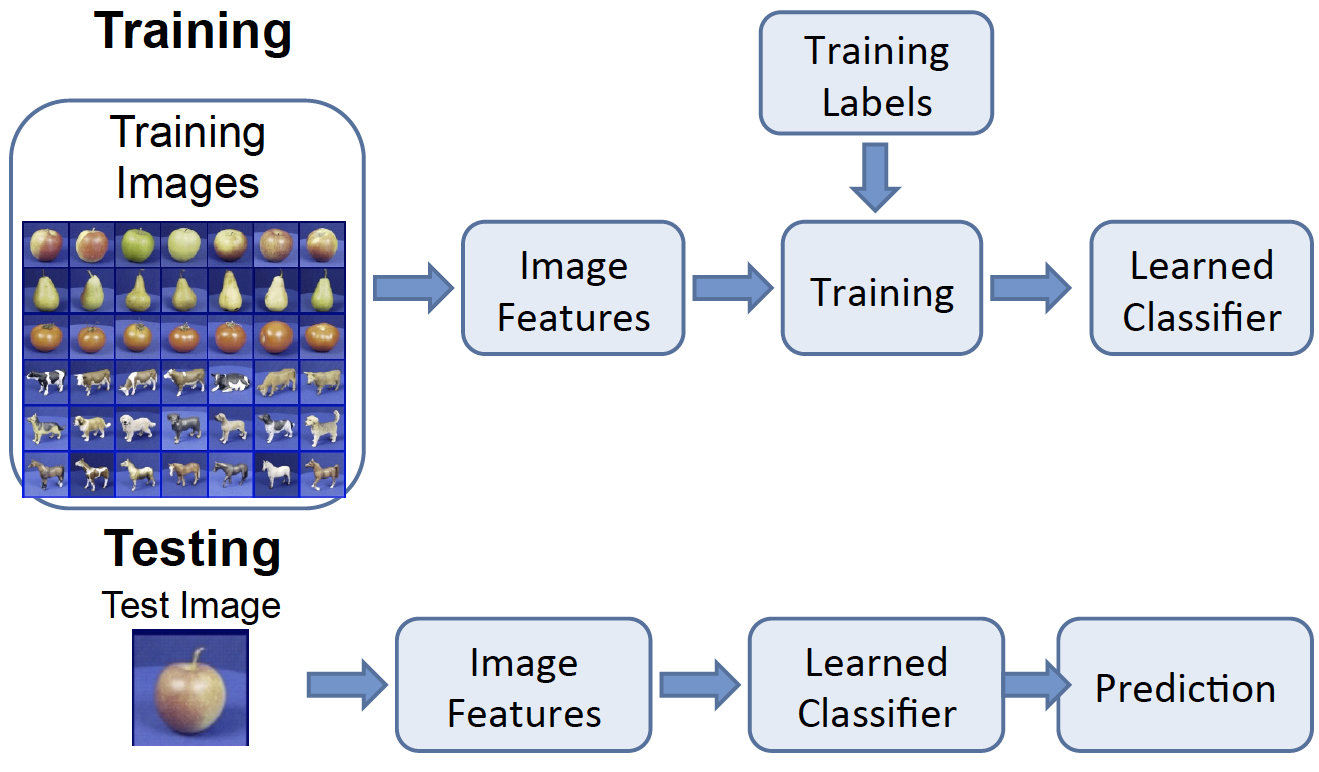 Training
Training
Images
Training
Labels
Image
Features
Training
Learned
Classifier
Testing
Test Image
Image
Features
Learned
Classifier
Prediction